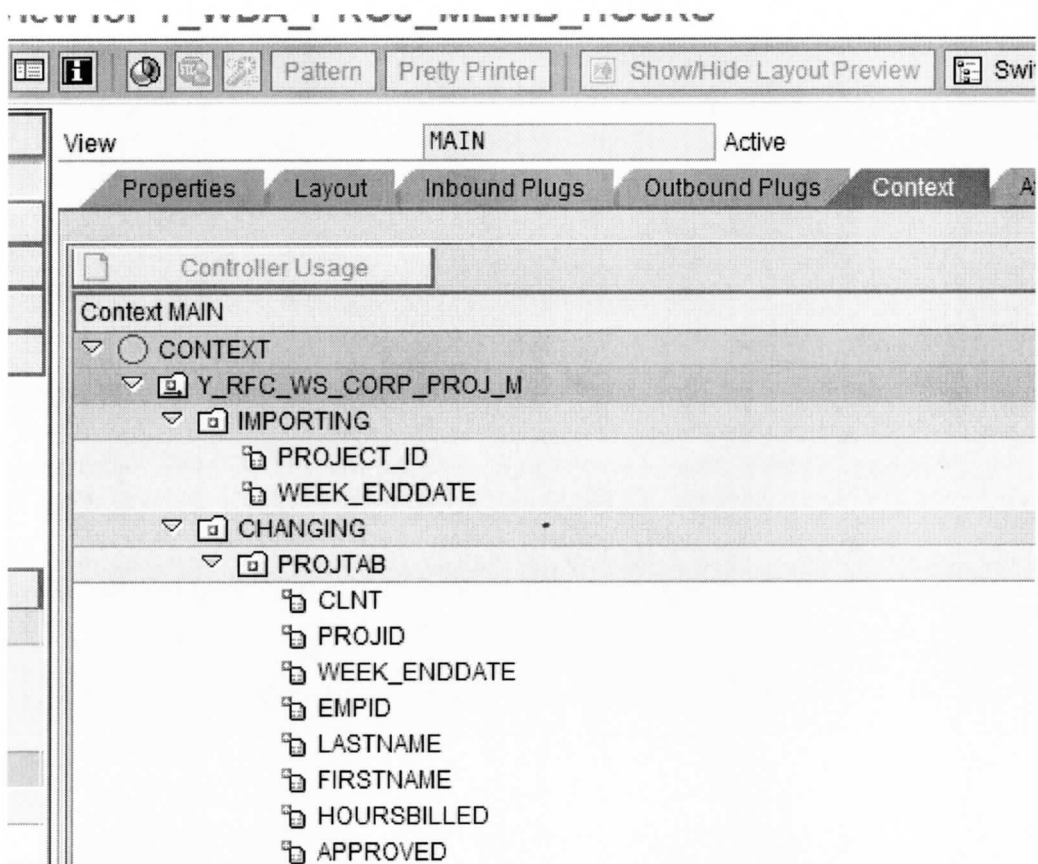 Pattern Pretty Printer Show/Hide Layout Preview
View MAIN Active
Properties Layout Inbound Plugs Outbound Plugs Context
Controller Usage
Context MAIN
CONTEXT
Y_RFC_WS_CORP_PROJ_M
IMPORTING
PROJECT_ID
WEEK_ENDDATE
CHANGING
PROJTAB
CLNT
PROJID
WEEK_ENDDATE
EMPID
LASTNAME
FIRSTNAME
HOURSBILLED
APPROVED